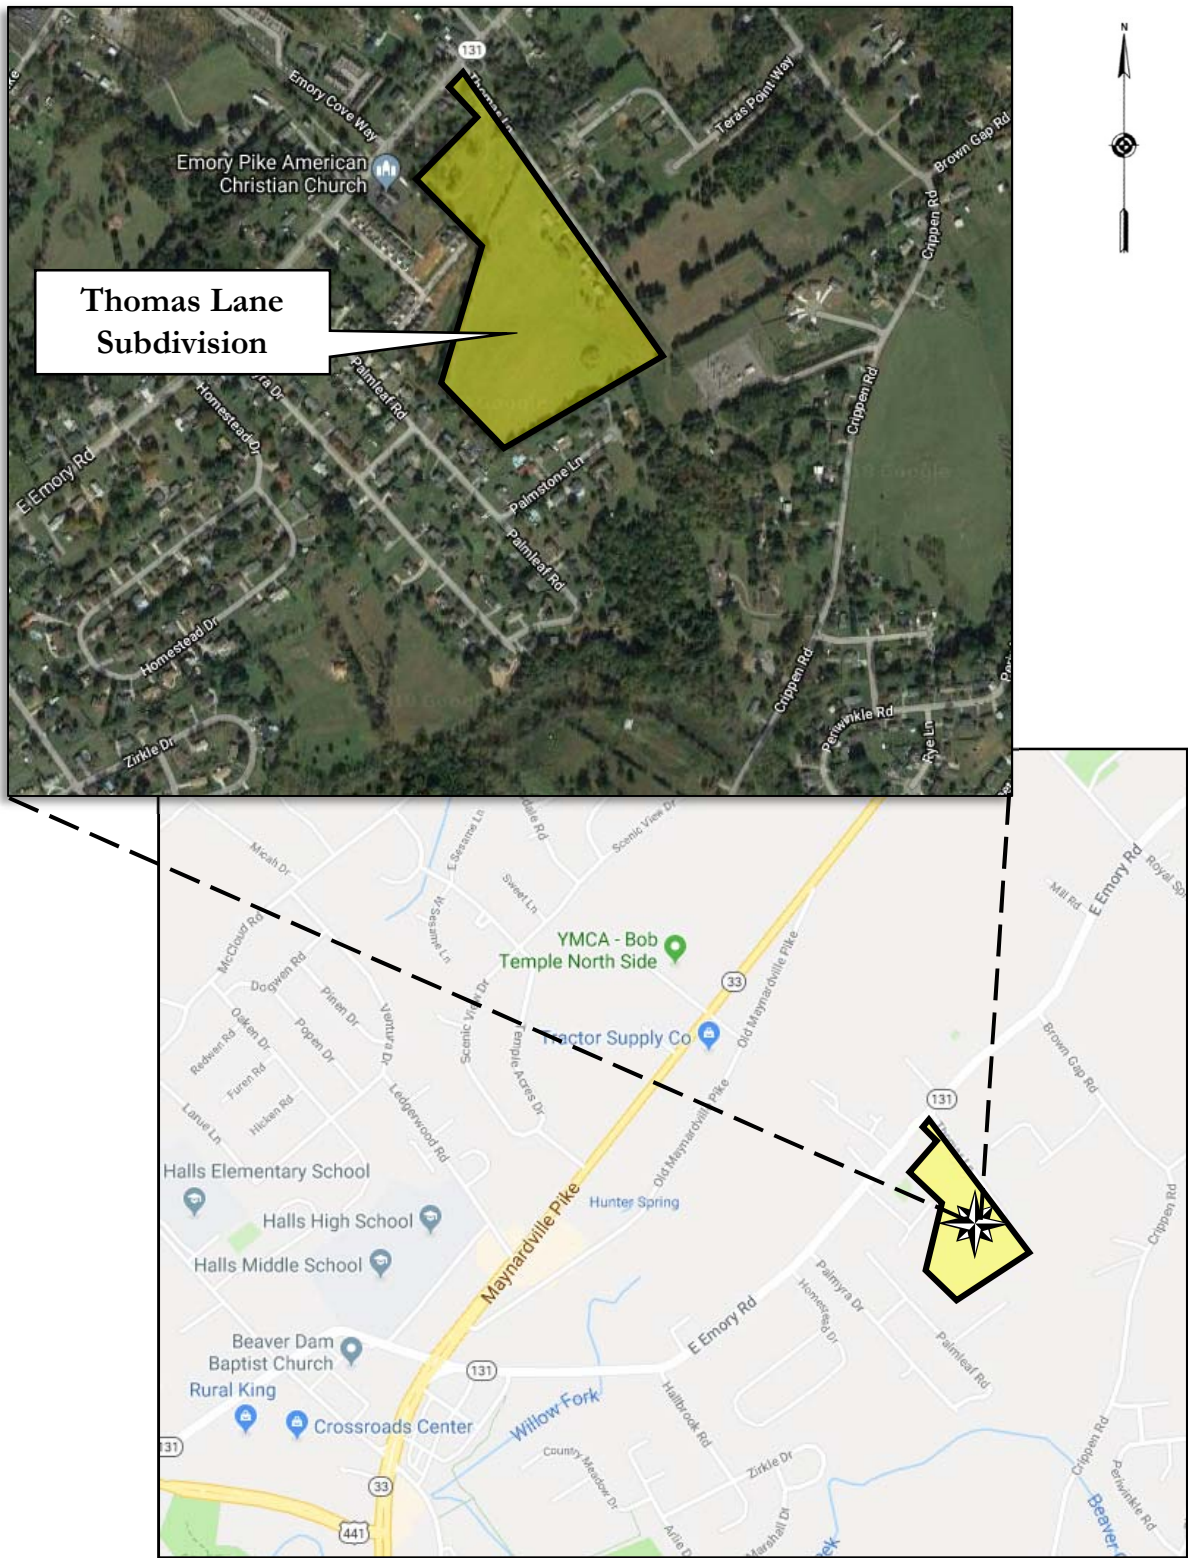 N
131
Thomas Ln
Emory Cove Way
Teras Point Way
Brown Gap Rd
Emory Pike American
Christian Church
Crippen Rd
Thomas Lane
Subdivision
Palmleaf Rd
Homestead Dr
Crippen Rd
E Emory Rd
Palmstone Ln
Palmleaf Rd
Homestead Dr
Crippen Rd
Periwinkle Rd
Rye Ln
Zirkle Dr
Micah Dr
E Sesame Ln
Scenic View Dr
E Emory Rd
Mill Rd
Sweet Ln
W Sesame Ln
McCloud Rd
YMCA - Bob
Temple North Side
Dogwen Rd
Pinen Dr
33
Old Maynardville Pike
Scenic View Dr
Ventura Dr
Oaken Dr
Popen Dr
Redwen Rd
Temple Acres Dr
Tractor Supply Co
Brown Gap Rd
Furen Rd
Hicken Rd
Larue Ln
Ledgerwood Rd
Old Maynardville Pike
131
Halls Elementary School
Hunter Spring
Halls High School
Maynardville Pike
Crippen Rd
Halls Middle School
Palmyra Dr
Homestead Dr
E Emory Rd
Beaver Dam
Baptist Church
Palmleaf Rd
131
Rural King
Crossroads Center
Willow Fork
Hallbrook Rd
131
Country Meadow Dr
Zirkle Dr
Crippen Rd
Periwinkle Rd
33
441
Arlie D
Marshall Dr
Beaver